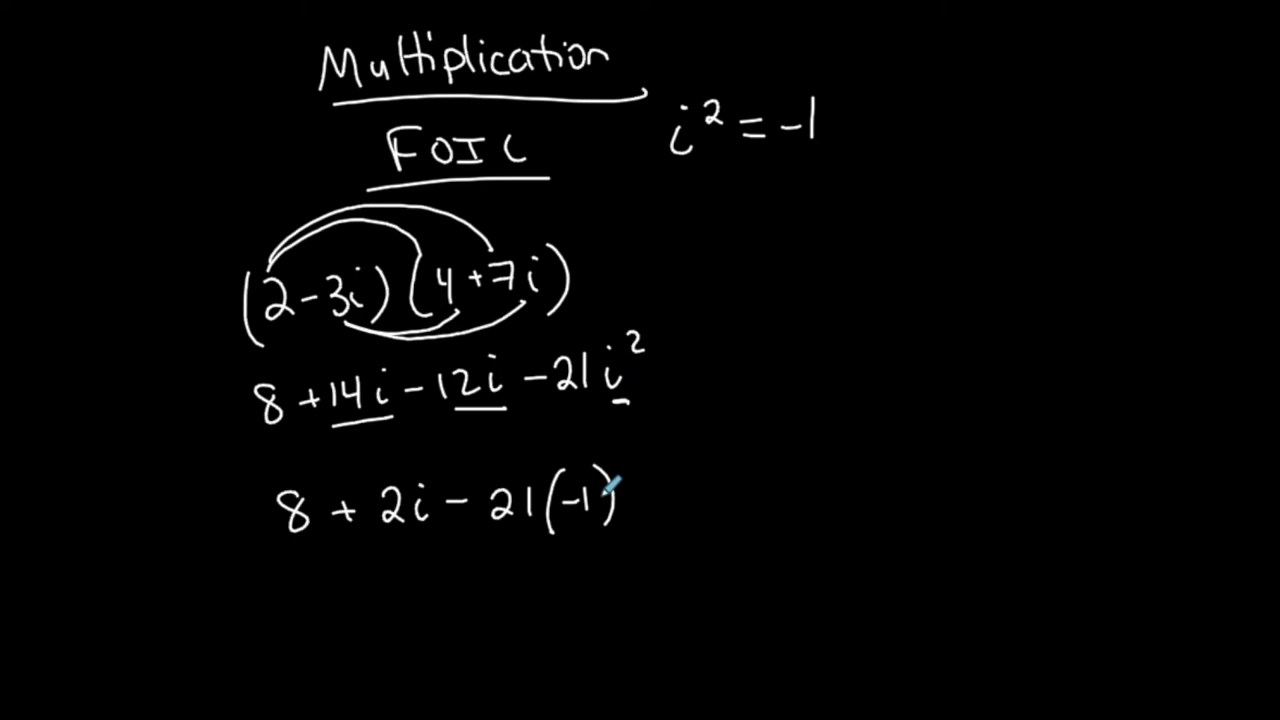 Multiplication
FOIL
i² = -1
(2-3i)(4+7i)
8 + 14i - 12i - 21i²
8 + 2i - 21(-1)